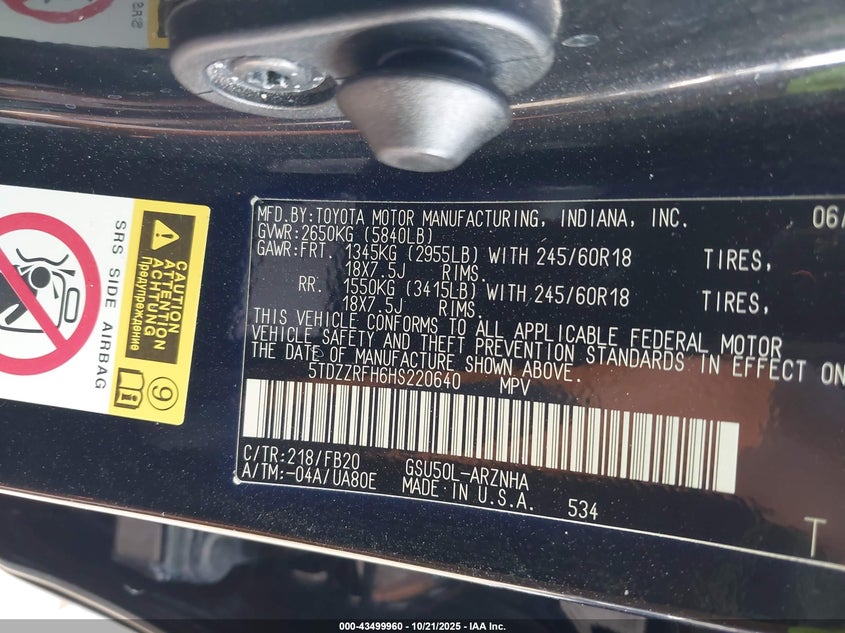 MFD.BY:TOYOTA MOTOR MANUFACTURING, INDIANA, INC. 06/
GVWR:2650KG (5840LB)
GAWR:FRT. 1345KG (2955LB) WITH 245/60R18 TIRES,
18X7.5J RIMS.
RR. 1550KG (3415LB) WITH 245/60R18 TIRES,
18X7.5J RIMS.
THIS VEHICLE CONFORMS TO ALL APPLICABLE FEDERAL MOTOR
VEHICLE SAFETY AND THEFT PREVENTION STANDARDS IN EFFECT ON
THE DATE OF MANUFACTURE SHOWN ABOVE.
5TDZZRFH6HS220640 MPV
C/TR:218/FB20 GSU50L-ARZNHA
A/TM:-04A/UA80E MADE IN U.S.A. 534
T
SRS SIDE AIRBAG
CAUTION
ATTENTION
ACHTUNG
Предупреждение
9
000-43499960 - 10/21/2025 - IAA Inc.